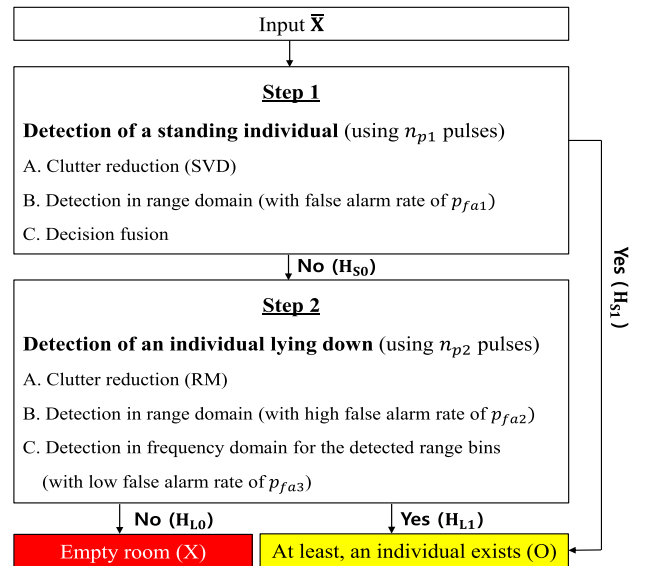 Input X̄
Step 1
Detection of a standing individual (using n_p1 pulses)
A. Clutter reduction (SVD)
B. Detection in range domain (with false alarm rate of p_fa1)
C. Decision fusion
No (H_S0)
Yes (H_S1)
Step 2
Detection of an individual lying down (using n_p2 pulses)
A. Clutter reduction (RM)
B. Detection in range domain (with high false alarm rate of p_fa2)
C. Detection in frequency domain for the detected range bins
(with low false alarm rate of p_fa3)
No (H_L0)
Yes (H_L1)
Empty room (X)
At least, an individual exists (O)